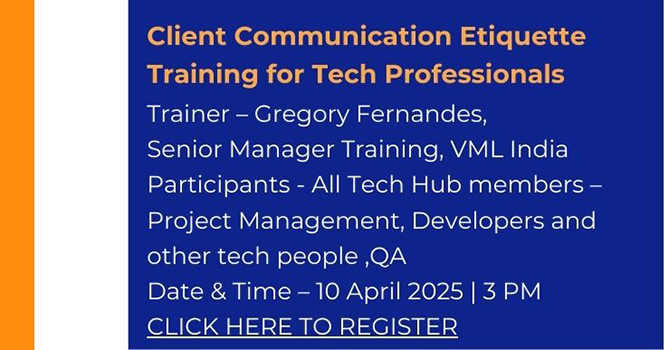 Client Communication Etiquette
Training for Tech Professionals
Trainer – Gregory Fernandes,
Senior Manager Training, VML India
Participants - All Tech Hub members –
Project Management, Developers and
other tech people ,QA
Date & Time – 10 April 2025 | 3 PM
CLICK HERE TO REGISTER